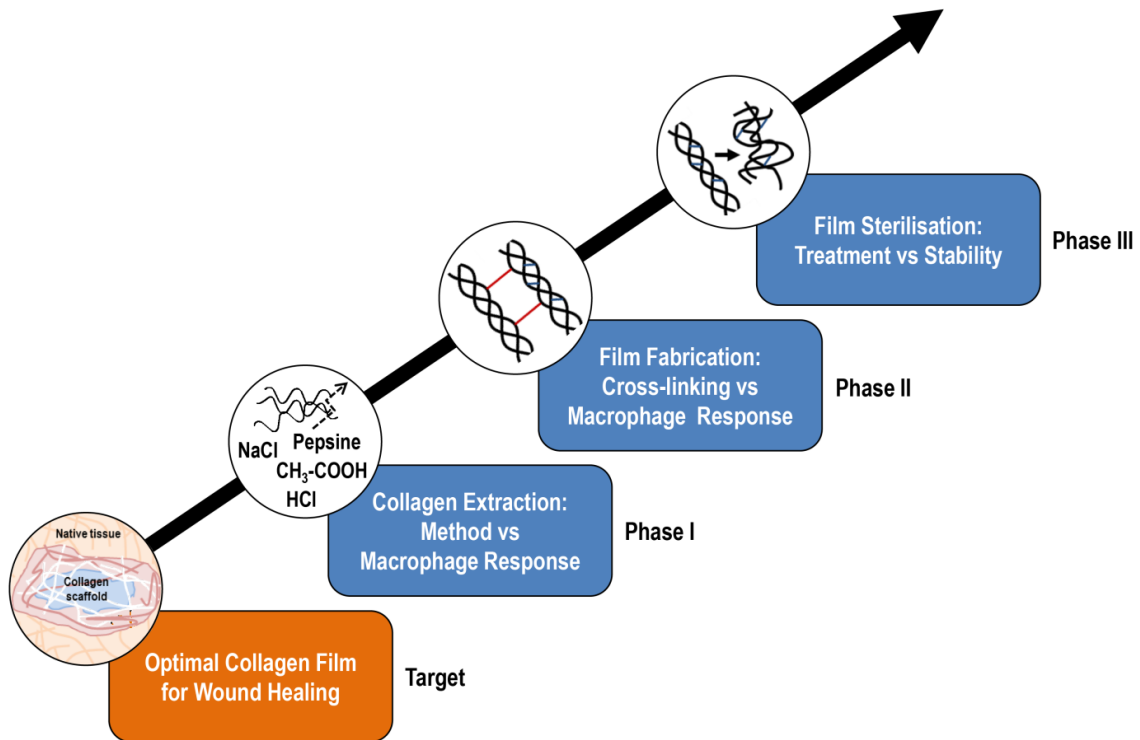 Film Sterilisation:
Treatment vs Stability
Phase III
Film Fabrication:
Cross-linking vs
Macrophage Response
Phase II
NaCl
Pepsine
CH₃-COOH
HCl
Collagen Extraction:
Method vs
Macrophage Response
Phase I
Native tissue
Collagen
scaffold
Optimal Collagen Film
for Wound Healing
Target